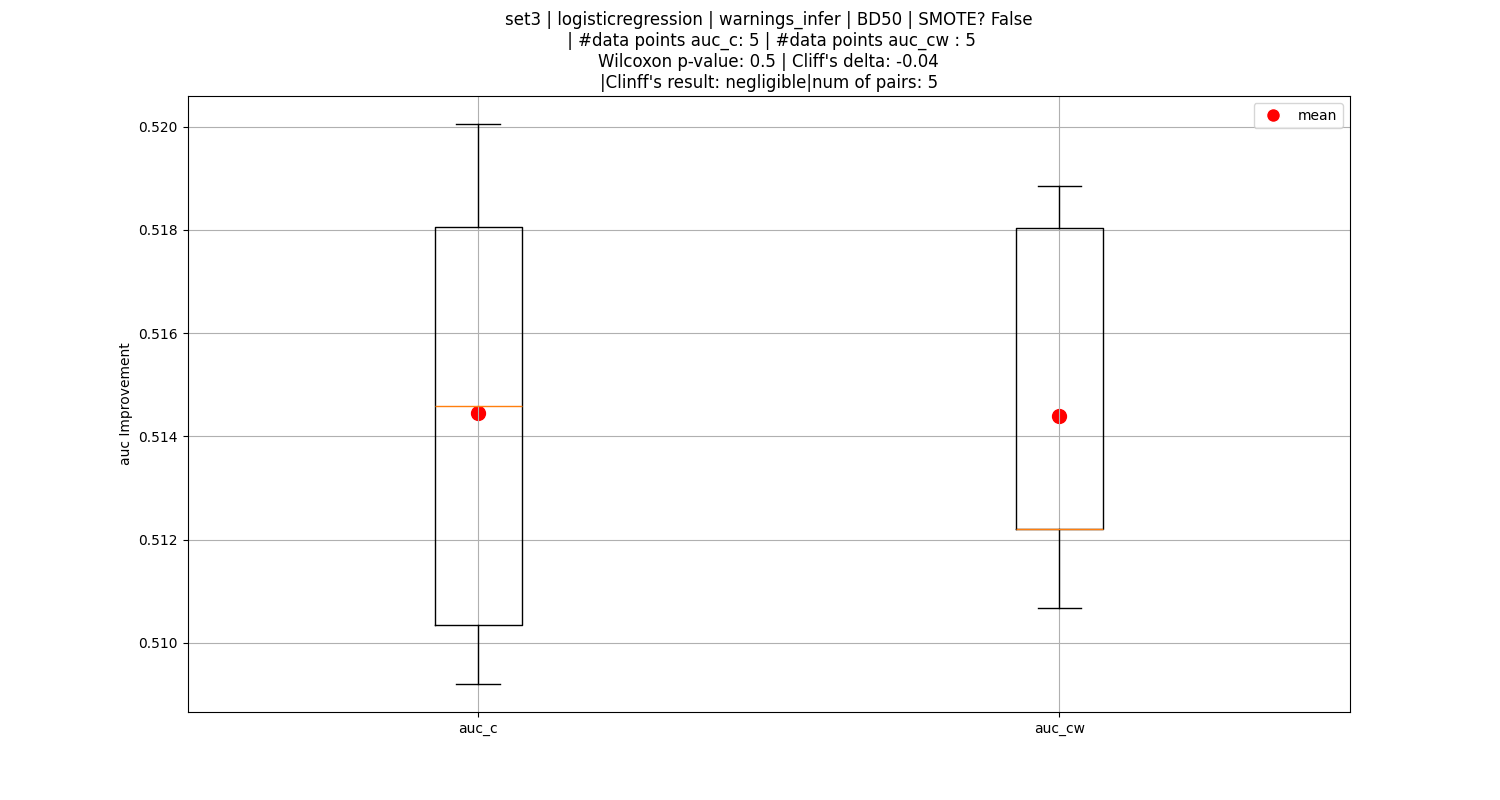 set3 | logisticregression | warnings_infer | BD50 | SMOTE? False
| #data points auc_c: 5 | #data points auc_cw : 5
Wilcoxon p-value: 0.5 | Cliff's delta: -0.04
|Clinff's result: negligible|num of pairs: 5
mean
0.520
0.518
0.516
0.514
0.512
0.510
auc Improvement
auc_c
auc_cw